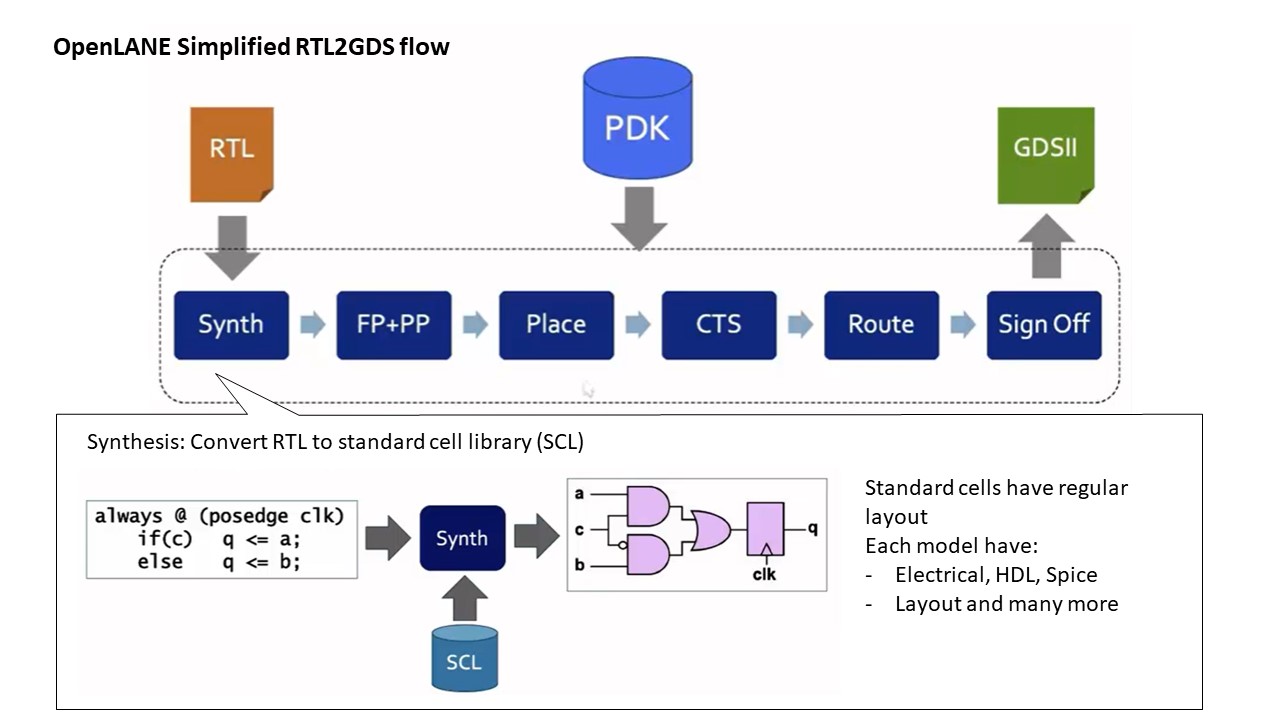 OpenLANE Simplified RTL2GDS flow
RTL
PDK
GDSII
Synth
FP+PP
Place
CTS
Route
Sign Off
Synthesis: Convert RTL to standard cell library (SCL)
always @ (posedge clk)
if(c) q <= a;
else q <= b;
Synth
SCL
a
c
b
q
clk
Standard cells have regular
layout
Each model have:
- Electrical, HDL, Spice
- Layout and many more